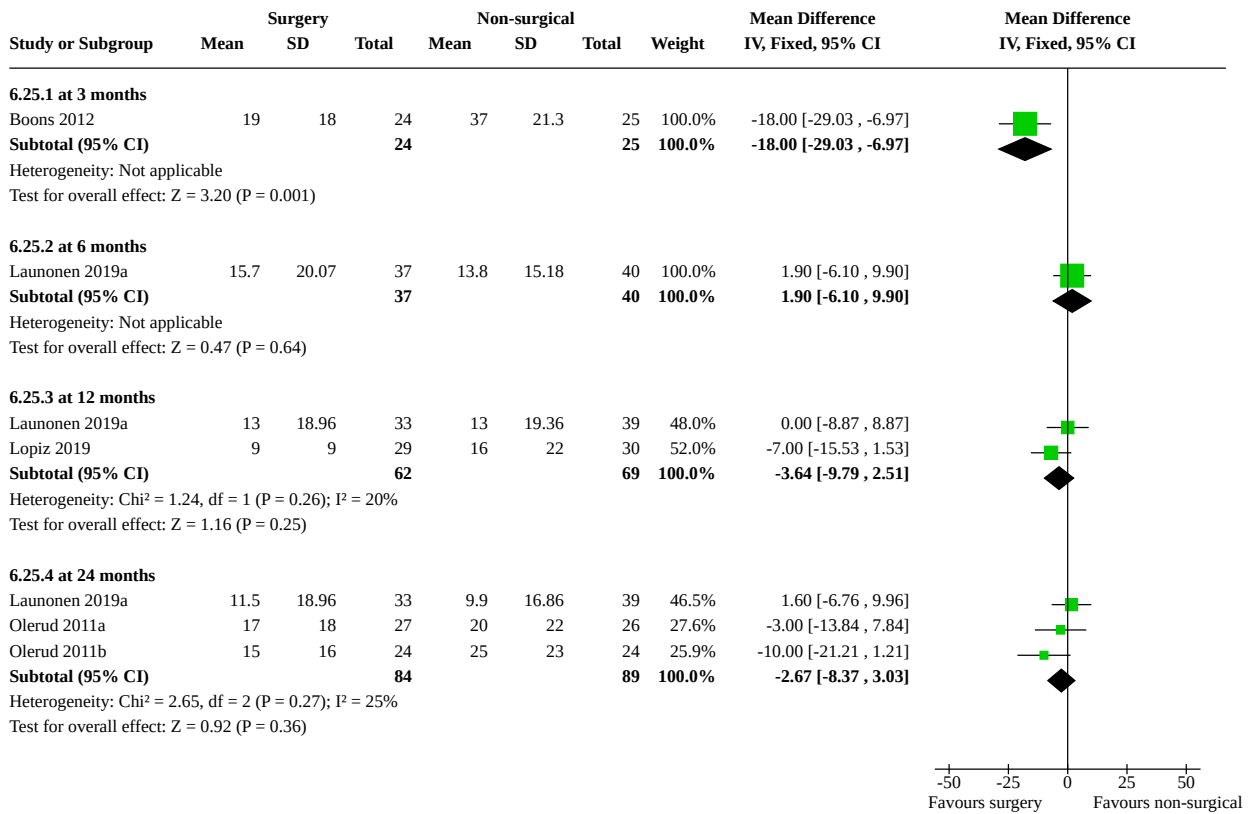 Surgery Non-surgical Mean Difference Mean Difference
Study or Subgroup Mean SD Total Mean SD Total Weight IV, Fixed, 95% CI IV, Fixed, 95% CI
6.25.1 at 3 months
Boons 2012 19 18 24 37 21.3 25 100.0% -18.00 [-29.03 , -6.97]
Subtotal (95% CI) 24 25 100.0% -18.00 [-29.03 , -6.97]
Heterogeneity: Not applicable
Test for overall effect: Z = 3.20 (P = 0.001)
6.25.2 at 6 months
Launonen 2019a 15.7 20.07 37 13.8 15.18 40 100.0% 1.90 [-6.10 , 9.90]
Subtotal (95% CI) 37 40 100.0% 1.90 [-6.10 , 9.90]
Heterogeneity: Not applicable
Test for overall effect: Z = 0.47 (P = 0.64)
6.25.3 at 12 months
Launonen 2019a 13 18.96 33 13 19.36 39 48.0% 0.00 [-8.87 , 8.87]
Lopiz 2019 9 9 29 16 22 30 52.0% -7.00 [-15.53 , 1.53]
Subtotal (95% CI) 62 69 100.0% -3.64 [-9.79 , 2.51]
Heterogeneity: Chi² = 1.24, df = 1 (P = 0.26); I² = 20%
Test for overall effect: Z = 1.16 (P = 0.25)
6.25.4 at 24 months
Launonen 2019a 11.5 18.96 33 9.9 16.86 39 46.5% 1.60 [-6.76 , 9.96]
Olerud 2011a 17 18 27 20 22 26 27.6% -3.00 [-13.84 , 7.84]
Olerud 2011b 15 16 24 25 23 24 25.9% -10.00 [-21.21 , 1.21]
Subtotal (95% CI) 84 89 100.0% -2.67 [-8.37 , 3.03]
Heterogeneity: Chi² = 2.65, df = 2 (P = 0.27); I² = 25%
Test for overall effect: Z = 0.92 (P = 0.36)
-50 -25 0 25 50
Favours surgery Favours non-surgical